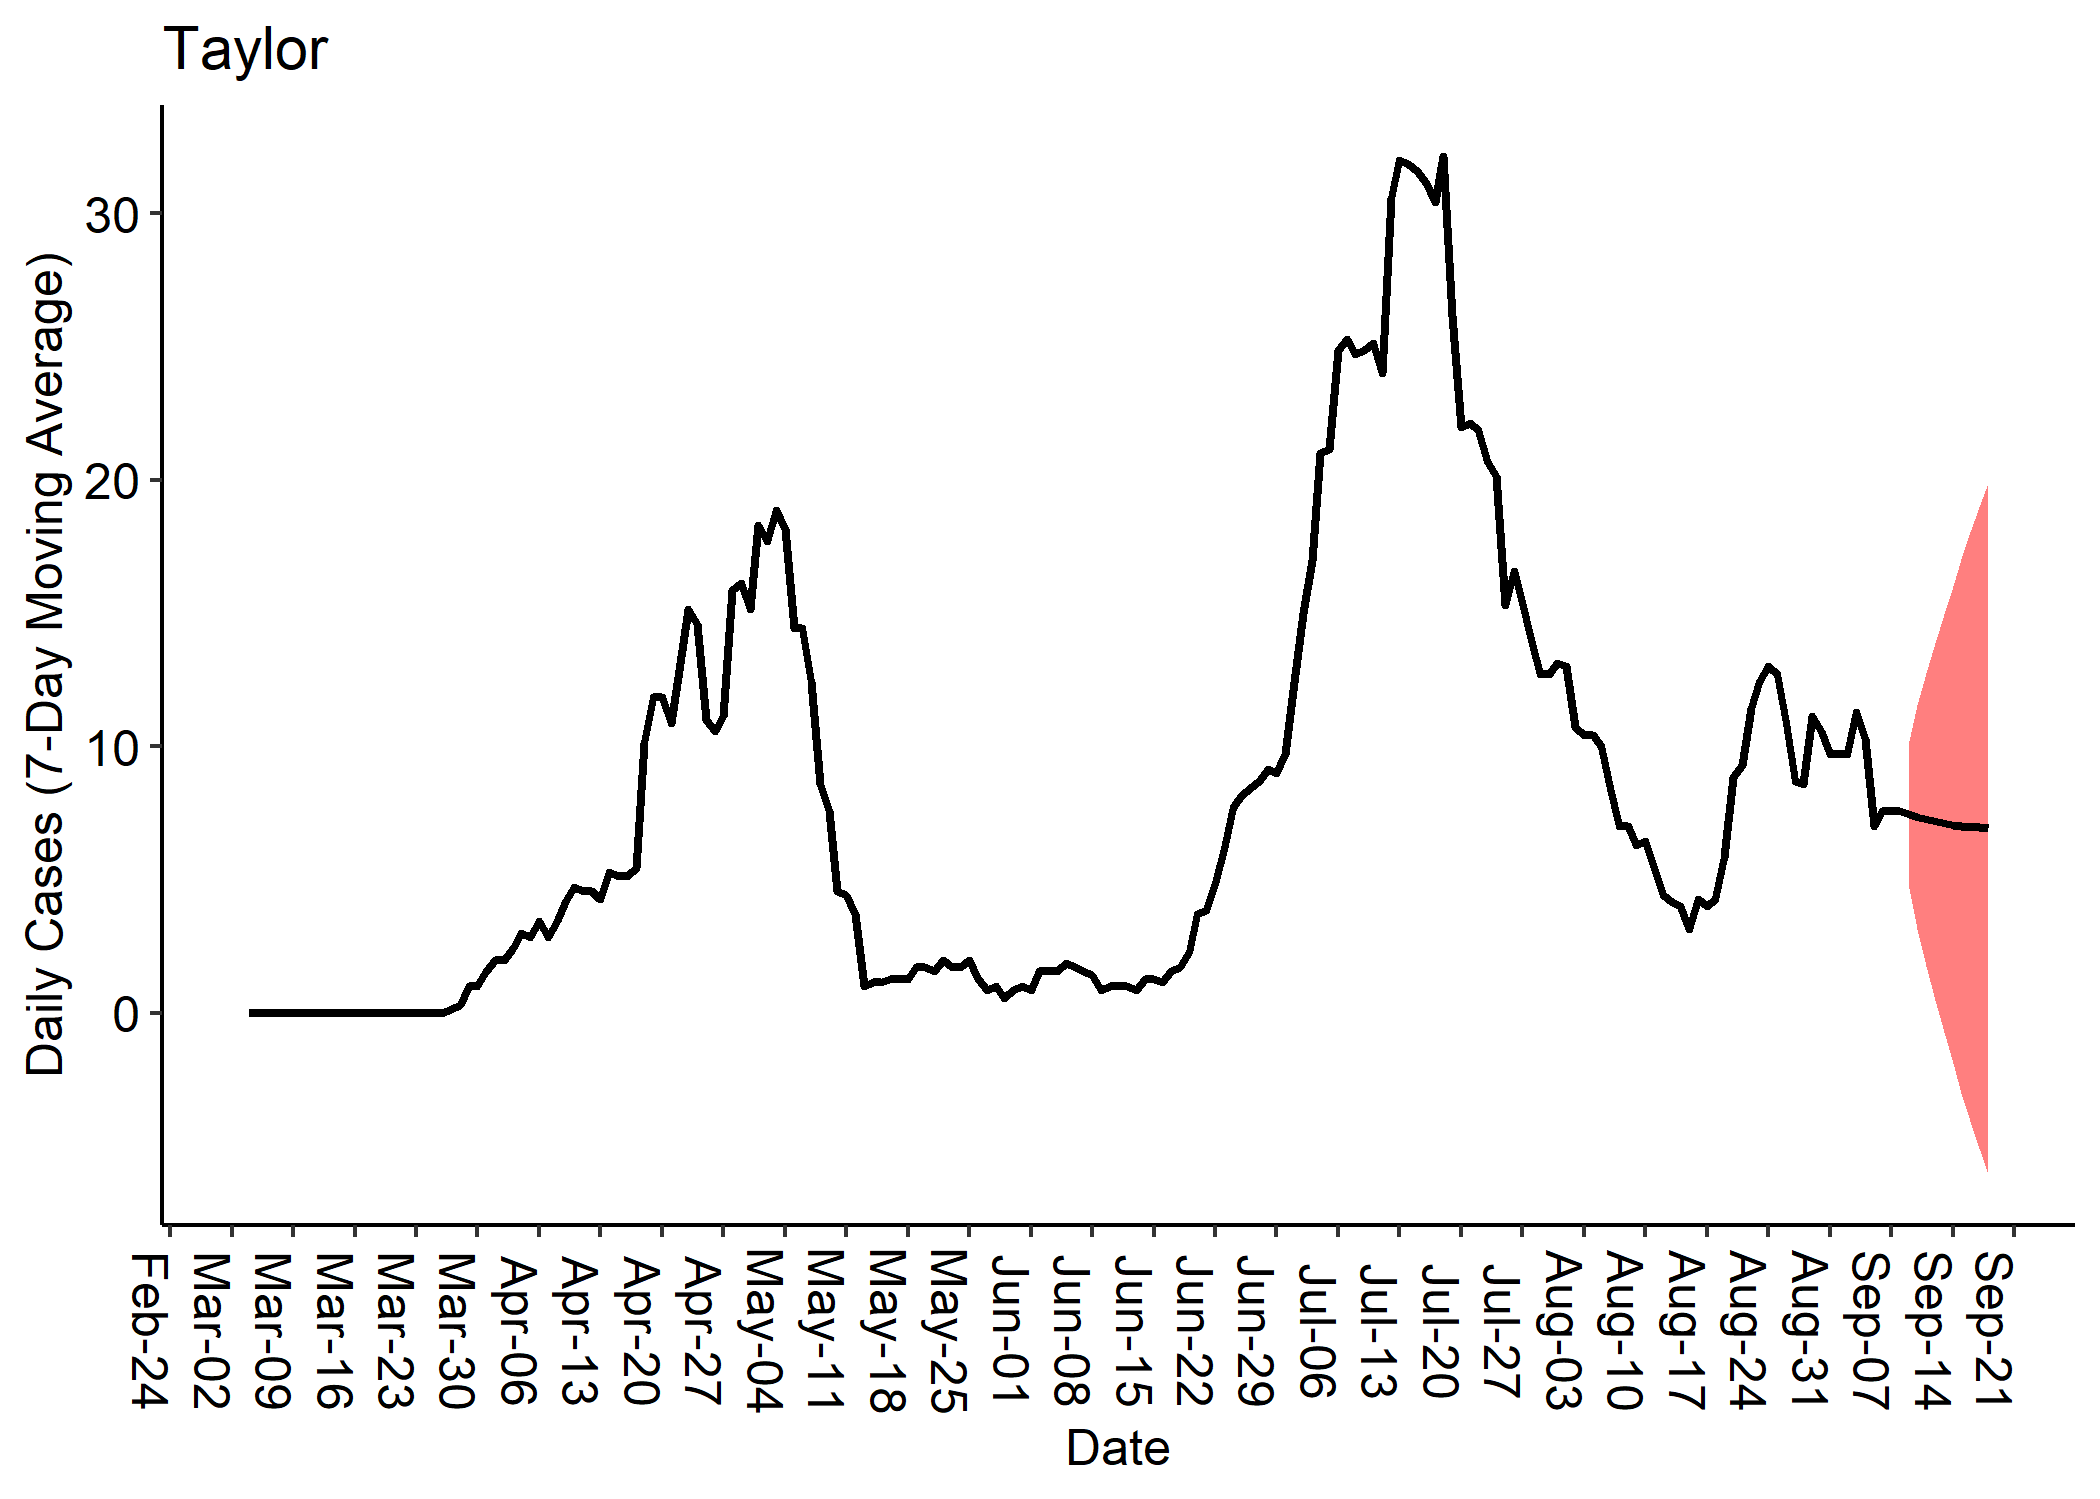 Taylor
Daily Cases (7-Day Moving Average)
30
20
10
0
Feb-24
Mar-02
Mar-09
Mar-16
Mar-23
Mar-30
Apr-06
Apr-13
Apr-20
Apr-27
May-04
May-11
May-18
May-25
Jun-01
Jun-08
Jun-15
Jun-22
Jun-29
Jul-06
Jul-13
Jul-20
Jul-27
Aug-03
Aug-10
Aug-17
Aug-24
Aug-31
Sep-07
Sep-14
Sep-21
Date